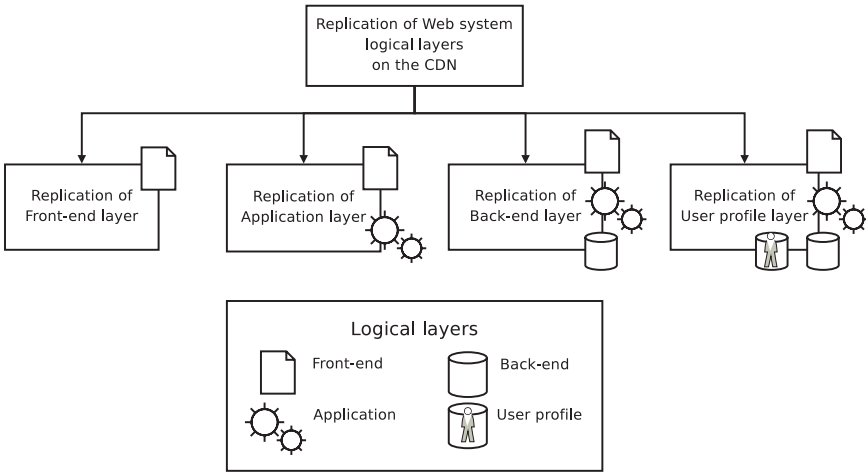 Replication of Web system
logical layers
on the CDN
Replication of
Front-end layer
Replication of
Application layer
Replication of
Back-end layer
Replication of
User profile layer
Logical layers
Front-end
Back-end
Application
User profile